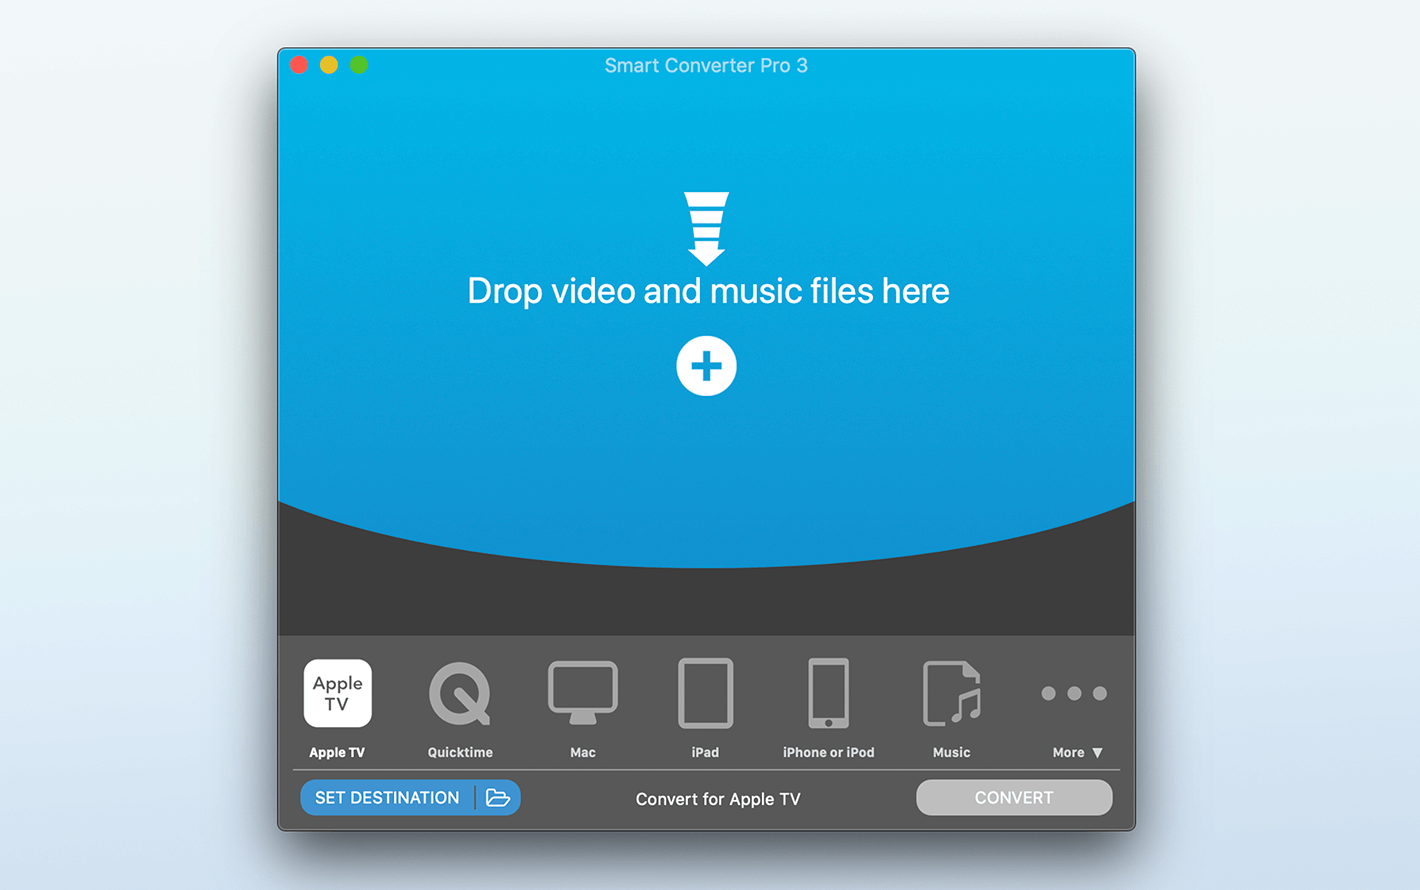 Smart Converter Pro 3
Drop video and music files here
Apple
TV
Apple TV
Quicktime
Mac
iPad
iPhone or iPod
Music
More ▼
SET DESTINATION
Convert for Apple TV
CONVERT